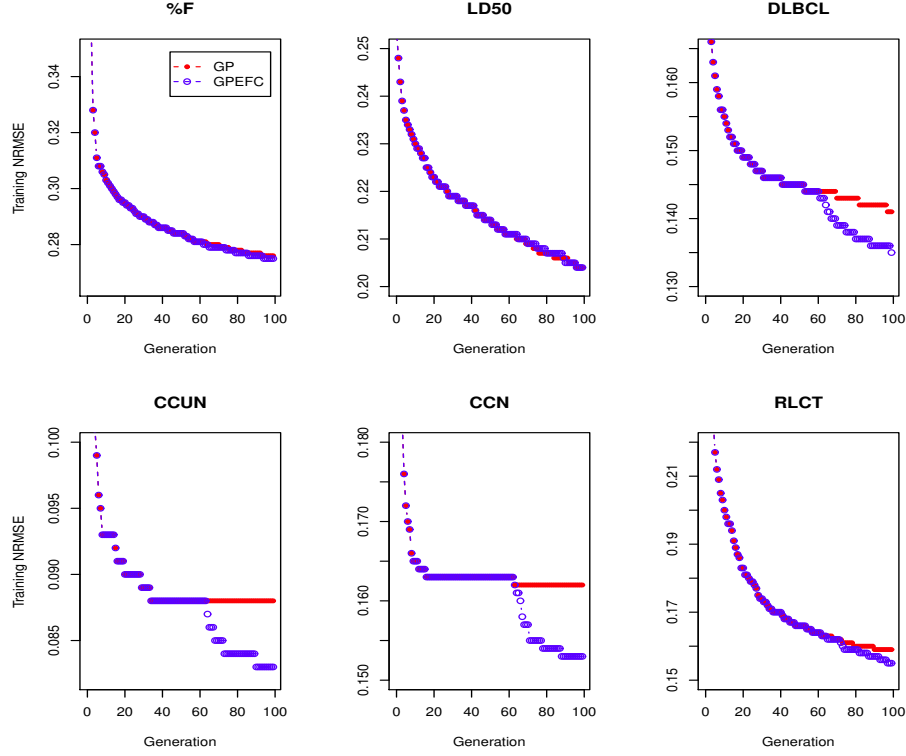 %F
LD50
DLBCL
Training NRMSE
0.34
0.32
0.30
0.28
GP
GPEFC
0.25
0.24
0.23
0.22
0.21
0.20
0.16
0.150
0.140
0.130
0 20 40 60 80 100
0 20 40 60 80 100
0 20 40 60 80 100
Generation
Generation
Generation
CCUN
CCN
RLCT
Training NRMSE
0.100
0.095
0.090
0.085
0.180
0.170
0.160
0.150
0.21
0.19
0.17
0.15
0 20 40 60 80 100
0 20 40 60 80 100
0 20 40 60 80 100
Generation
Generation
Generation